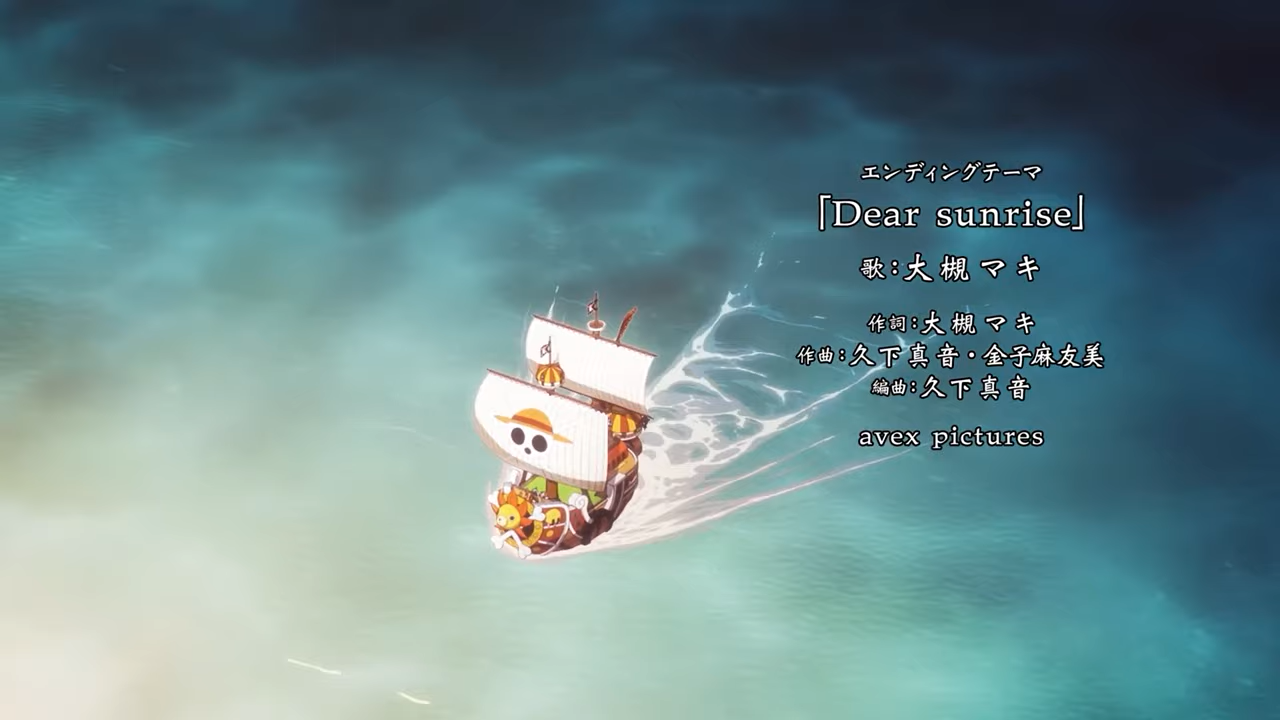 エンディングテーマ
「Dear sunrise」
歌:大槻マキ
作詞:大槻マキ
作曲:久下真音・金子麻友美
編曲:久下真音
avex pictures